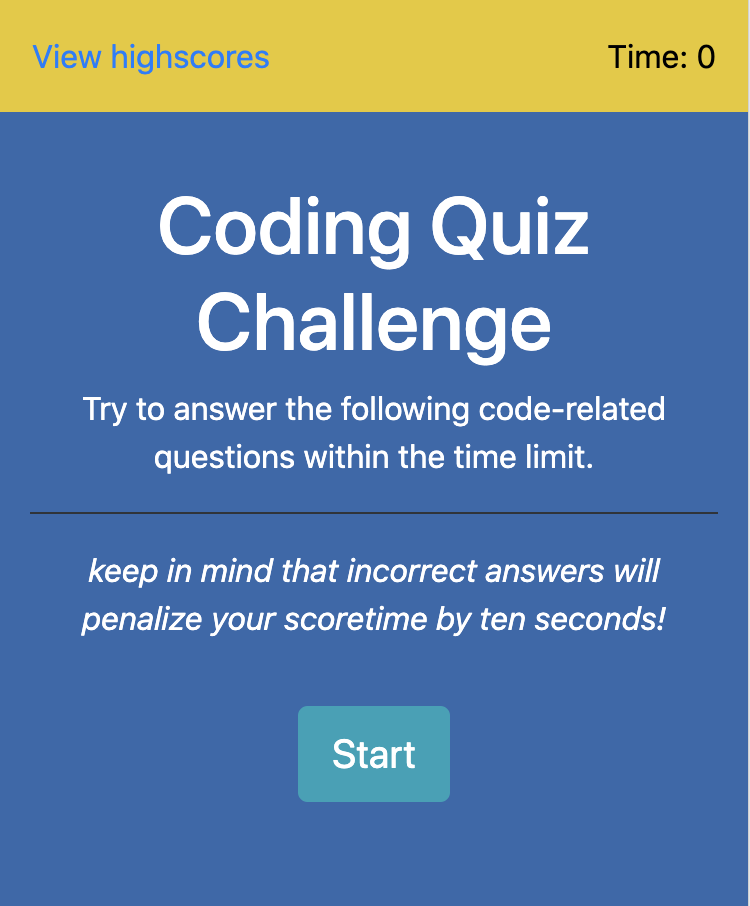 View highscores
Time: 0
Coding Quiz
Challenge
Try to answer the following code-related
questions within the time limit.
keep in mind that incorrect answers will
penalize your scoretime by ten seconds!
Start